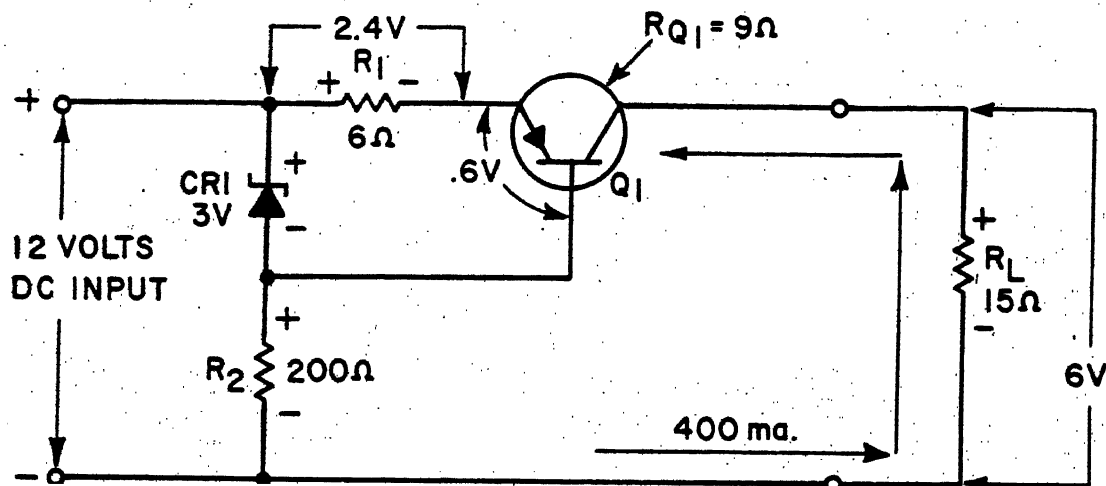 2.4V
R1
+ -
6Ω
RQ1 = 9Ω
+
CR1
3V
+
-
.6V
Q1
12 VOLTS
DC INPUT
+
RL
15Ω
-
+
R2
200Ω
-
6V
400 ma.
-